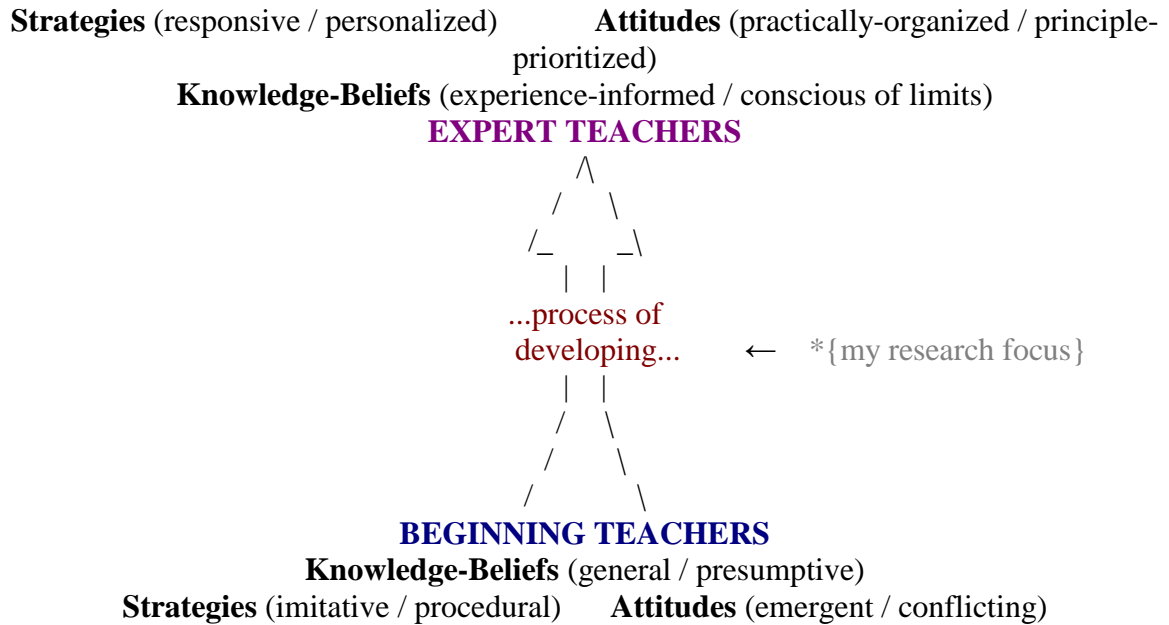 Strategies (responsive / personalized) Attitudes (practically-organized / principle-
prioritized)
Knowledge-Beliefs (experience-informed / conscious of limits)
EXPERT TEACHERS
/\
/ \
/ \
/_ _\
| |
...process of
developing... ← *{my research focus}
| |
/ \
/ \
/ \
BEGINNING TEACHERS
Knowledge-Beliefs (general / presumptive)
Strategies (imitative / procedural) Attitudes (emergent / conflicting)